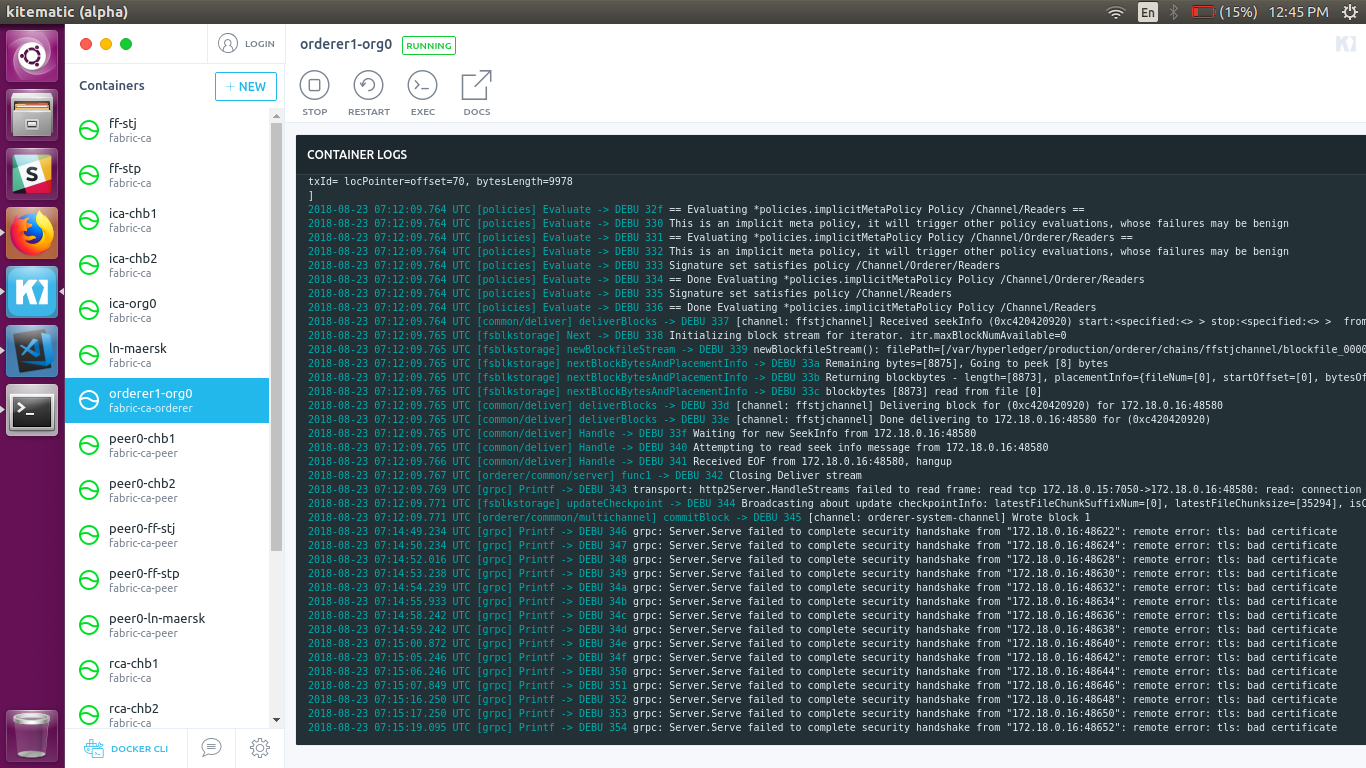 kitematic (alpha)
En
(15%)
12:45 PM
LOGIN
Containers
+ NEW
ff-stj
fabric-ca
ff-stp
fabric-ca
ica-chb1
fabric-ca
ica-chb2
fabric-ca
ica-org0
fabric-ca
ln-maersk
fabric-ca
orderer1-org0
fabric-ca-orderer
peer0-chb1
fabric-ca-peer
peer0-chb2
fabric-ca-peer
peer0-ff-stj
fabric-ca-peer
peer0-ff-stp
fabric-ca-peer
peer0-ln-maersk
fabric-ca-peer
rca-chb1
fabric-ca
rca-chb2
fabric-ca
DOCKER CLI
orderer1-org0
RUNNING
STOP
RESTART
EXEC
DOCS
CONTAINER LOGS
txId= locPointer=offset=70, bytesLength=9978
]
2018-08-23 07:12:09.764 UTC [policies] Evaluate -> DEBU 32f == Evaluating *policies.implicitMetaPolicy Policy /Channel/Readers ==
2018-08-23 07:12:09.764 UTC [policies] Evaluate -> DEBU 330 This is an implicit meta policy, it will trigger other policy evaluations, whose failures may be benign
2018-08-23 07:12:09.764 UTC [policies] Evaluate -> DEBU 331 == Evaluating *policies.implicitMetaPolicy Policy /Channel/Orderer/Readers ==
2018-08-23 07:12:09.764 UTC [policies] Evaluate -> DEBU 332 This is an implicit meta policy, it will trigger other policy evaluations, whose failures may be benign
2018-08-23 07:12:09.764 UTC [policies] Evaluate -> DEBU 333 Signature set satisfies policy /Channel/Orderer/Readers
2018-08-23 07:12:09.764 UTC [policies] Evaluate -> DEBU 334 == Done Evaluating *policies.implicitMetaPolicy Policy /Channel/Orderer/Readers
2018-08-23 07:12:09.764 UTC [policies] Evaluate -> DEBU 335 Signature set satisfies policy /Channel/Readers
2018-08-23 07:12:09.764 UTC [policies] Evaluate -> DEBU 336 == Done Evaluating *policies.implicitMetaPolicy Policy /Channel/Readers
2018-08-23 07:12:09.764 UTC [common/deliver] deliverBlocks -> DEBU 337 [channel: ffstjchannel] Received seekInfo (0xc420420920) start:<specified:<> > stop:<specified:<> > from
2018-08-23 07:12:09.764 UTC [fsblkstorage] Next -> DEBU 338 Initializing block stream for iterator. itr.maxBlockNumAvailable=0
2018-08-23 07:12:09.765 UTC [fsblkstorage] newBlockfileStream -> DEBU 339 newBlockfileStream(): filePath=[/var/hyperledger/production/orderer/chains/ffstjchannel/blockfile_0000
2018-08-23 07:12:09.765 UTC [fsblkstorage] nextBlockBytesAndPlacementInfo -> DEBU 33a Remaining bytes=[8875], Going to peek [8] bytes
2018-08-23 07:12:09.765 UTC [fsblkstorage] nextBlockBytesAndPlacementInfo -> DEBU 33b Returning blockbytes - length=[8873], placementInfo={fileNum=[0], startOffset=[0], bytesOf
2018-08-23 07:12:09.765 UTC [fsblkstorage] nextBlockBytesAndPlacementInfo -> DEBU 33c blockbytes [8873] read from file [0]
2018-08-23 07:12:09.765 UTC [common/deliver] deliverBlocks -> DEBU 33d [channel: ffstjchannel] Delivering block for (0xc420420920) for 172.18.0.16:48580
2018-08-23 07:12:09.765 UTC [common/deliver] deliverBlocks -> DEBU 33e [channel: ffstjchannel] Done delivering to 172.18.0.16:48580 for (0xc420420920)
2018-08-23 07:12:09.765 UTC [common/deliver] Handle -> DEBU 33f Waiting for new SeekInfo from 172.18.0.16:48580
2018-08-23 07:12:09.765 UTC [common/deliver] Handle -> DEBU 340 Attempting to read seek info message from 172.18.0.16:48580
2018-08-23 07:12:09.766 UTC [common/deliver] Handle -> DEBU 341 Received EOF from 172.18.0.16:48580, hangup
2018-08-23 07:12:09.767 UTC [orderer/common/server] func1 -> DEBU 342 Closing Deliver stream
2018-08-23 07:12:09.769 UTC [grpc] Printf -> DEBU 343 transport: http2Server.HandleStreams failed to read frame: read tcp 172.18.0.15:7050->172.18.0.16:48580: read: connection
2018-08-23 07:12:09.771 UTC [fsblkstorage] updateCheckpoint -> DEBU 344 Broadcasting about update checkpointInfo: latestFileChunkSuffixNum=[0], latestFileChunksize=[35294], isC
2018-08-23 07:12:09.771 UTC [orderer/commmon/multichannel] commitBlock -> DEBU 345 [channel: orderer-system-channel] Wrote block 1
2018-08-23 07:14:49.234 UTC [grpc] Printf -> DEBU 346 grpc: Server.Serve failed to complete security handshake from "172.18.0.16:48622": remote error: tls: bad certificate
2018-08-23 07:14:50.234 UTC [grpc] Printf -> DEBU 347 grpc: Server.Serve failed to complete security handshake from "172.18.0.16:48624": remote error: tls: bad certificate
2018-08-23 07:14:52.016 UTC [grpc] Printf -> DEBU 348 grpc: Server.Serve failed to complete security handshake from "172.18.0.16:48628": remote error: tls: bad certificate
2018-08-23 07:14:53.238 UTC [grpc] Printf -> DEBU 349 grpc: Server.Serve failed to complete security handshake from "172.18.0.16:48630": remote error: tls: bad certificate
2018-08-23 07:14:54.239 UTC [grpc] Printf -> DEBU 34a grpc: Server.Serve failed to complete security handshake from "172.18.0.16:48632": remote error: tls: bad certificate
2018-08-23 07:14:55.933 UTC [grpc] Printf -> DEBU 34b grpc: Server.Serve failed to complete security handshake from "172.18.0.16:48634": remote error: tls: bad certificate
2018-08-23 07:14:58.242 UTC [grpc] Printf -> DEBU 34c grpc: Server.Serve failed to complete security handshake from "172.18.0.16:48636": remote error: tls: bad certificate
2018-08-23 07:14:59.242 UTC [grpc] Printf -> DEBU 34d grpc: Server.Serve failed to complete security handshake from "172.18.0.16:48638": remote error: tls: bad certificate
2018-08-23 07:15:00.872 UTC [grpc] Printf -> DEBU 34e grpc: Server.Serve failed to complete security handshake from "172.18.0.16:48640": remote error: tls: bad certificate
2018-08-23 07:15:05.246 UTC [grpc] Printf -> DEBU 34f grpc: Server.Serve failed to complete security handshake from "172.18.0.16:48642": remote error: tls: bad certificate
2018-08-23 07:15:06.246 UTC [grpc] Printf -> DEBU 350 grpc: Server.Serve failed to complete security handshake from "172.18.0.16:48644": remote error: tls: bad certificate
2018-08-23 07:15:07.849 UTC [grpc] Printf -> DEBU 351 grpc: Server.Serve failed to complete security handshake from "172.18.0.16:48646": remote error: tls: bad certificate
2018-08-23 07:15:16.250 UTC [grpc] Printf -> DEBU 352 grpc: Server.Serve failed to complete security handshake from "172.18.0.16:48648": remote error: tls: bad certificate
2018-08-23 07:15:17.250 UTC [grpc] Printf -> DEBU 353 grpc: Server.Serve failed to complete security handshake from "172.18.0.16:48650": remote error: tls: bad certificate
2018-08-23 07:15:19.095 UTC [grpc] Printf -> DEBU 354 grpc: Server.Serve failed to complete security handshake from "172.18.0.16:48652": remote error: tls: bad certificate